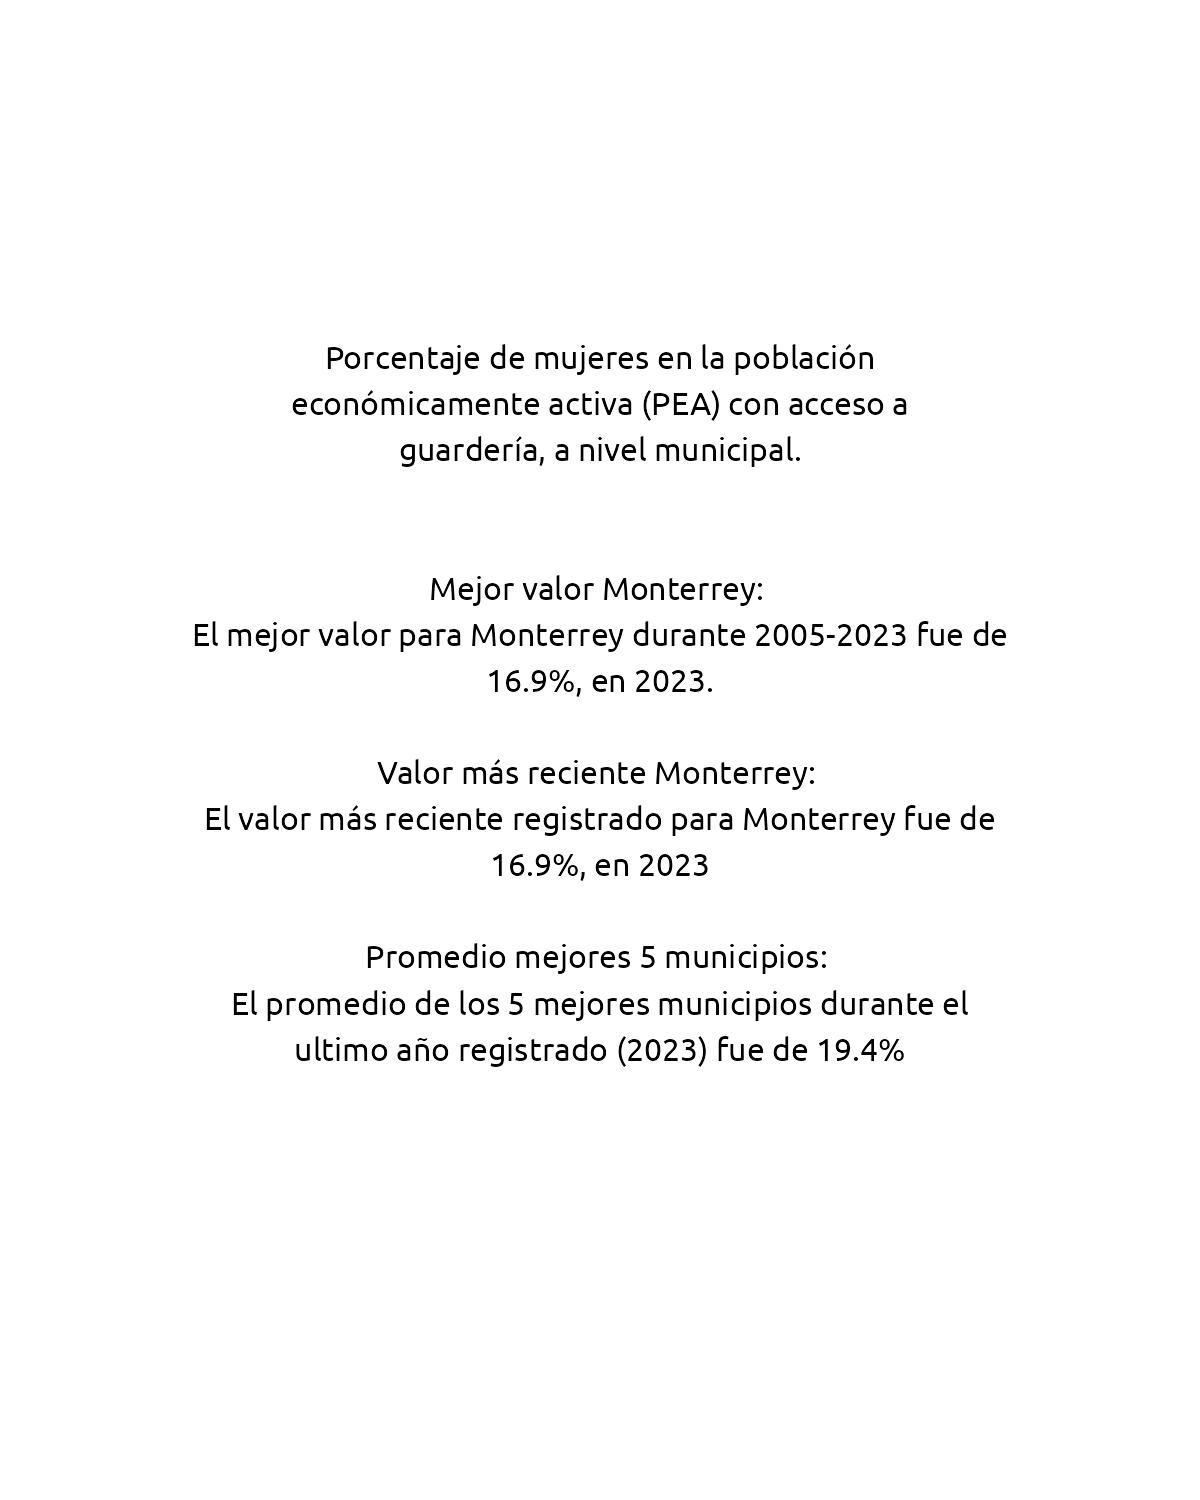 Porcentaje de mujeres en la población
económicamente activa (PEA) con acceso a
guardería, a nivel municipal.
Mejor valor Monterrey:
El mejor valor para Monterrey durante 2005-2023 fue de
16.9%, en 2023.
Valor más reciente Monterrey:
El valor más reciente registrado para Monterrey fue de
16.9%, en 2023
Promedio mejores 5 municipios:
El promedio de los 5 mejores municipios durante el
ultimo año registrado (2023) fue de 19.4%